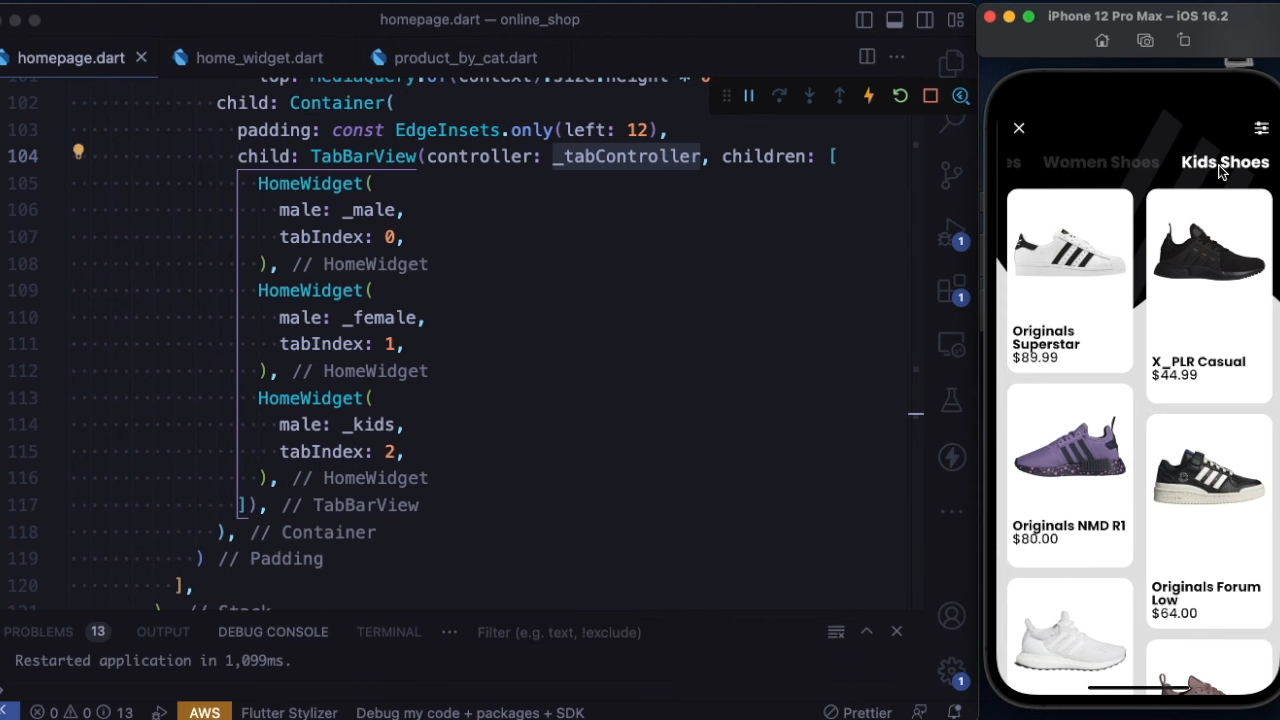 homepage.dart — online_shop
iPhone 12 Pro Max – iOS 16.2
homepage.dart
home_widget.dart
product_by_cat.dart
102 child: Container(
103 padding: const EdgeInsets.only(left: 12),
104 child: TabBarView(controller: _tabController, children: [
105 HomeWidget(
106 male: _male,
107 tabIndex: 0,
108 ), // HomeWidget
109 HomeWidget(
110 male: _female,
111 tabIndex: 1,
112 ), // HomeWidget
113 HomeWidget(
114 male: _kids,
115 tabIndex: 2,
116 ), // HomeWidget
117 ]), // TabBarView
118 ), // Container
119 ) // Padding
120 ],
1
1
1
PROBLEMS 13 OUTPUT DEBUG CONSOLE TERMINAL Filter (e.g. text, !exclude)
Restarted application in 1,099ms.
0 0 13 AWS Flutter Stylizer Debug my code + packages + SDK Prettier
es Women Shoes Kids Shoes
Originals
Superstar
$89.99
X_PLR Casual
$44.99
Originals NMD R1
$80.00
Originals Forum
Low
$64.00